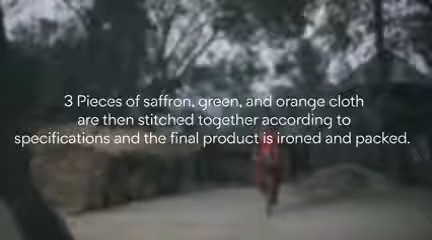 3 Pieces of saffron, green, and orange cloth
are then stitched together according to
specifications and the final product is ironed and packed.